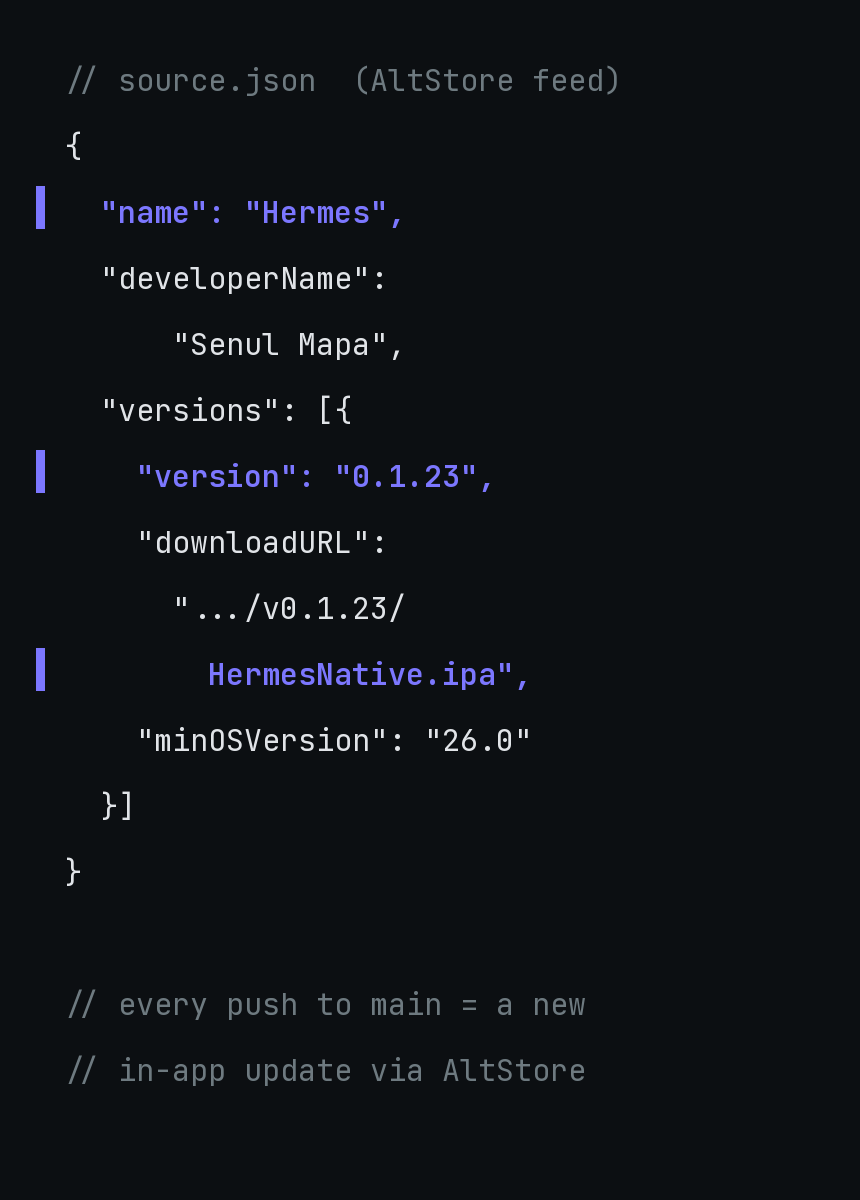 // source.json  (AltStore feed)
{
  "name": "Hermes",
  "developerName":
      "Senul Mapa",
  "versions": [{
    "version": "0.1.23",
    "downloadURL":
      ".../v0.1.23/
        HermesNative.ipa",
    "minOSVersion": "26.0"
  }]
}
// every push to main = a new
// in-app update via AltStore